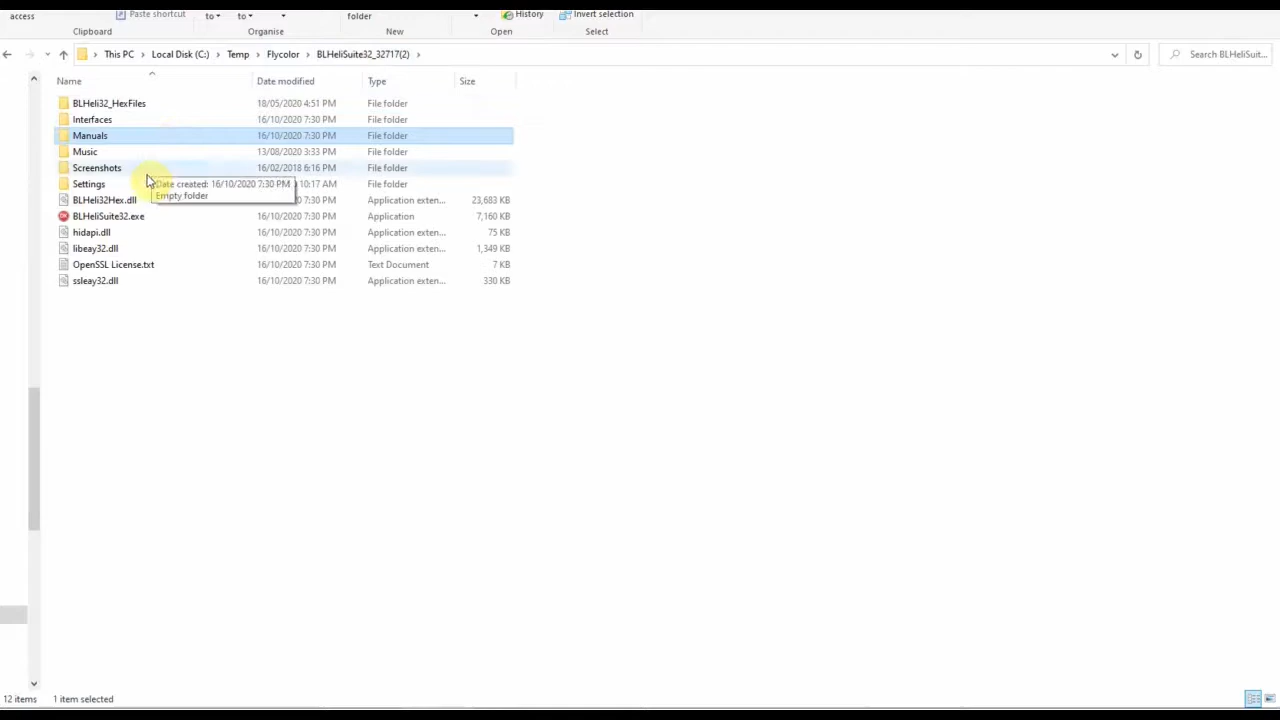 access
Paste shortcut
to
to
folder
History
Invert selection
Clipboard
Organise
New
Open
Select
This PC > Local Disk (C:) > Temp > Flycolor > BLHeliSuite32_32717(2) >
Search BLHeliSuit...
Name Date modified Type Size
BLHeli32_HexFiles 18/05/2020 4:51 PM File folder
Interfaces 16/10/2020 7:30 PM File folder
Manuals 16/10/2020 7:30 PM File folder
Music 13/08/2020 3:33 PM File folder
Screenshots 16/02/2018 6:16 PM File folder
Settings 10:17 AM File folder
Date created: 16/10/2020 7:30 PM
Empty folder
BLHeli32Hex.dll 7:30 PM Application exten... 23,683 KB
BLHeliSuite32.exe 16/10/2020 7:30 PM Application 7,160 KB
hidapi.dll 16/10/2020 7:30 PM Application exten... 75 KB
libeay32.dll 16/10/2020 7:30 PM Application exten... 1,349 KB
OpenSSL License.txt 16/10/2020 7:30 PM Text Document 7 KB
ssleay32.dll 16/10/2020 7:30 PM Application exten... 330 KB
12 items 1 item selected